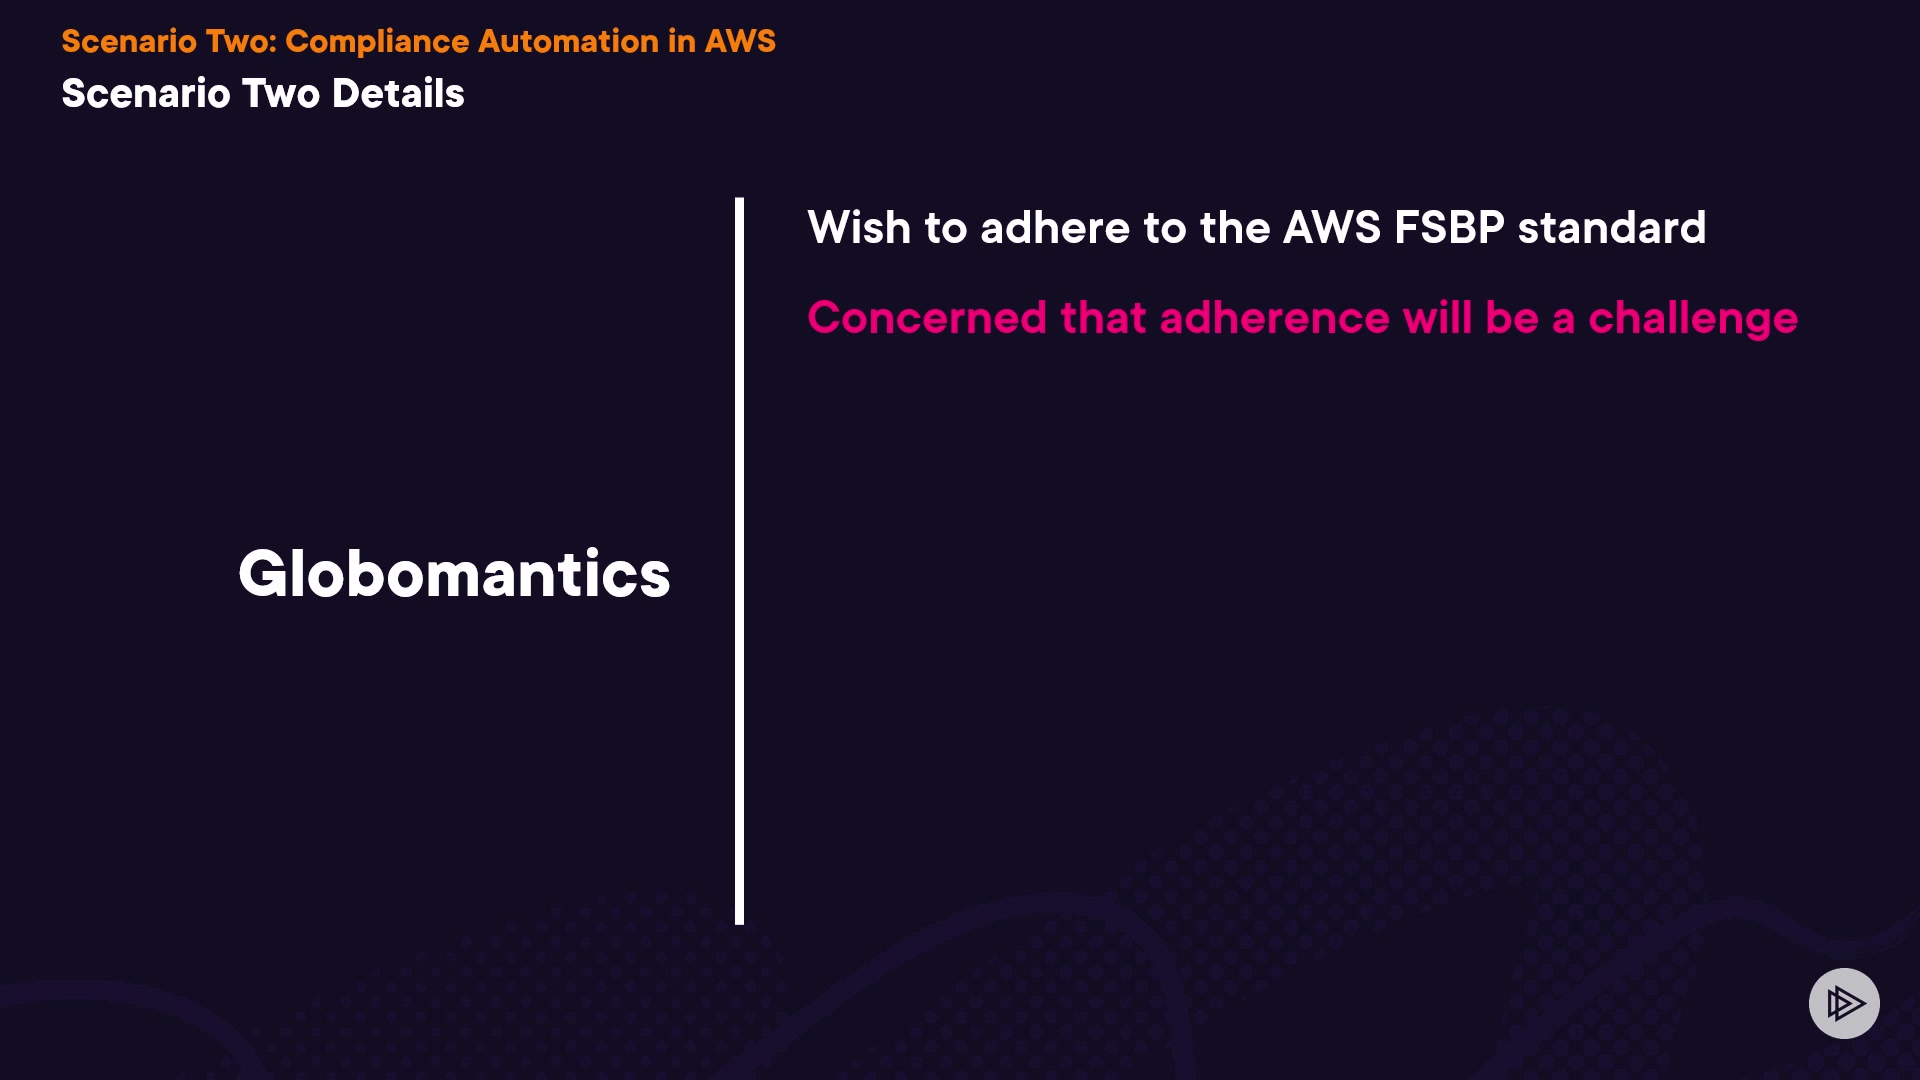 Scenario Two: Compliance Automation in AWS
Scenario Two Details
Globomantics
Wish to adhere to the AWS FSBP standard
Concerned that adherence will be a challenge